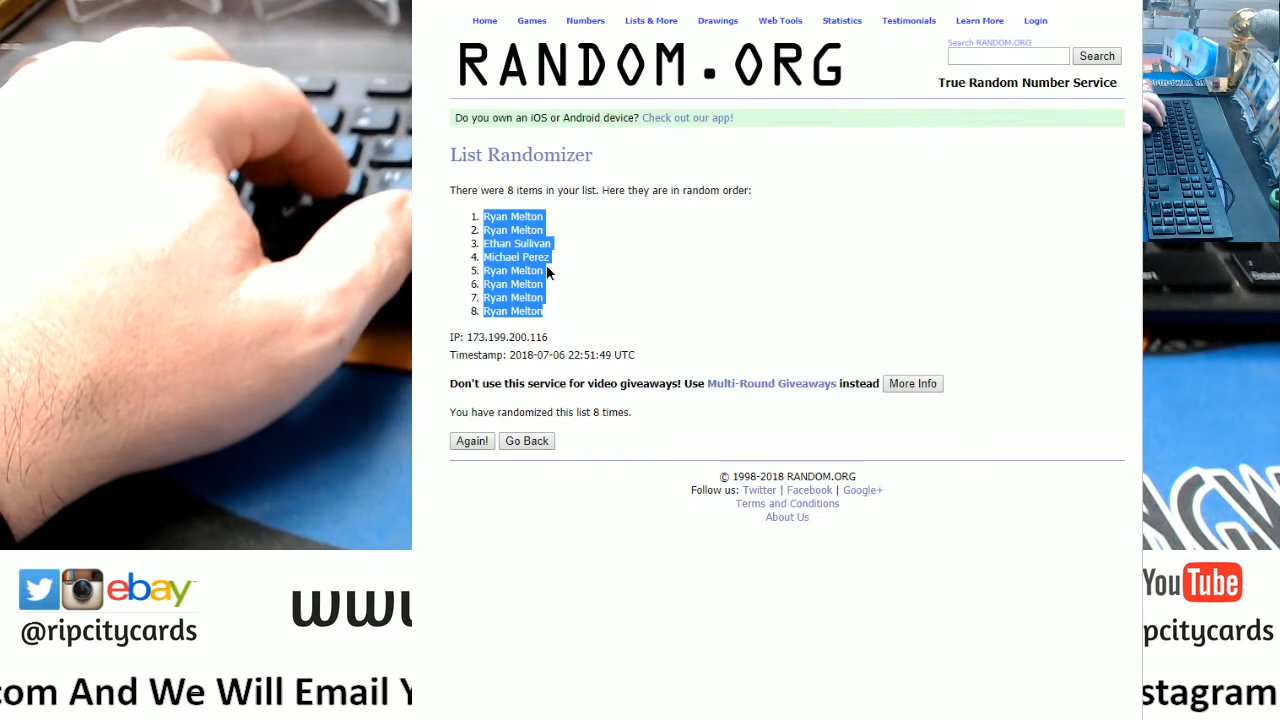 Home Games Numbers Lists & More Drawings Web Tools Statistics Testimonials Learn More Login
RANDOM.ORG
Search RANDOM.ORG
Search
True Random Number Service
Do you own an iOS or Android device? Check out our app!
List Randomizer
There were 8 items in your list. Here they are in random order:
1. Ryan Melton
2. Ryan Melton
3. Ethan Sullivan
4. Michael Perez
5. Ryan Melton
6. Ryan Melton
7. Ryan Melton
8. Ryan Melton
IP: 173.199.200.116
Timestamp: 2018-07-06 22:51:49 UTC
Don't use this service for video giveaways! Use Multi-Round Giveaways instead More Info
You have randomized this list 8 times.
Again! Go Back
© 1998-2018 RANDOM.ORG
Follow us: Twitter | Facebook | Google+
Terms and Conditions
About Us
ebay
@ripcitycards
www
.com And We Will Email Y
YouTube
pcitycards
stagram